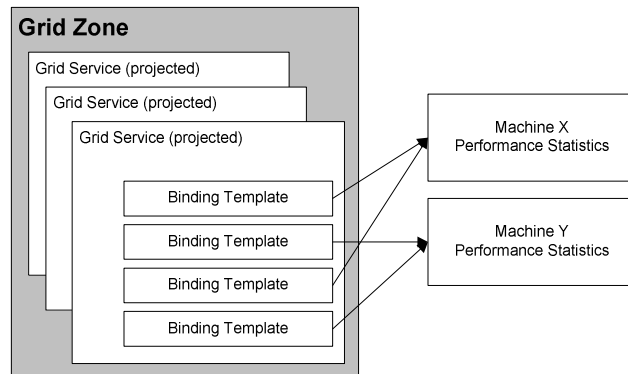 Grid Zone
Grid Service (projected)
Grid Service (projected)
Grid Service (projected)
Binding Template
Binding Template
Binding Template
Binding Template
Machine X
Performance Statistics
Machine Y
Performance Statistics